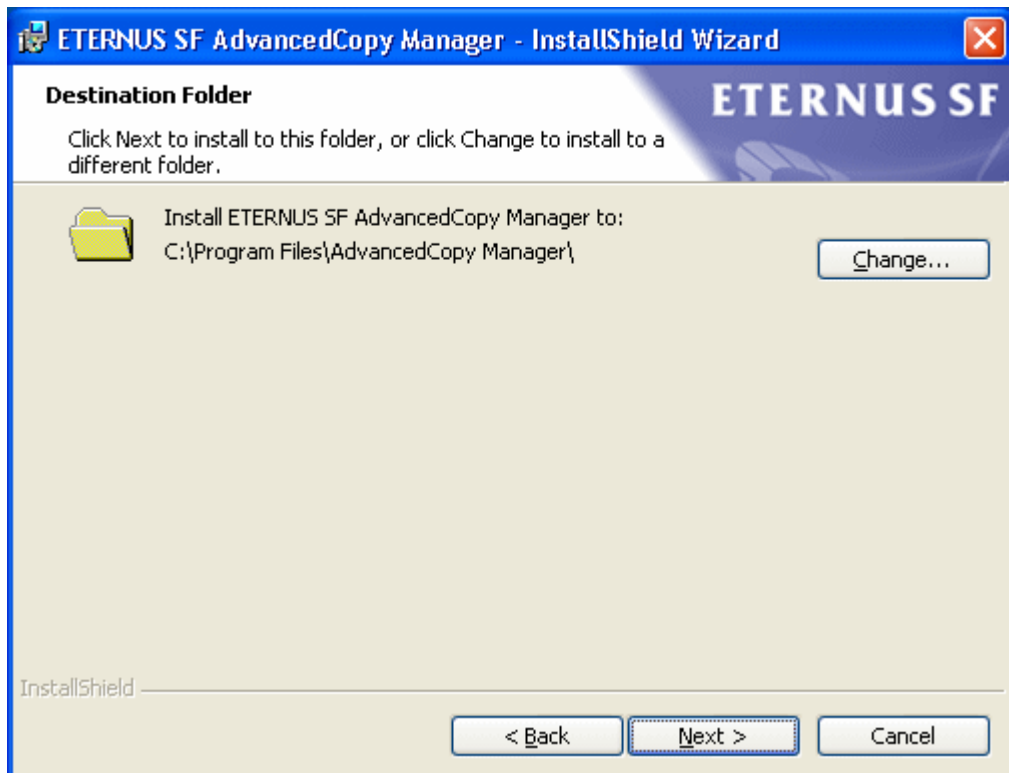 ETERNUS SF AdvancedCopy Manager - InstallShield Wizard
Destination Folder
ETERNUS SF
Click Next to install to this folder, or click Change to install to a
different folder.
Install ETERNUS SF AdvancedCopy Manager to:
C:\Program Files\AdvancedCopy Manager\
Change...
InstallShield
< Back
Next >
Cancel